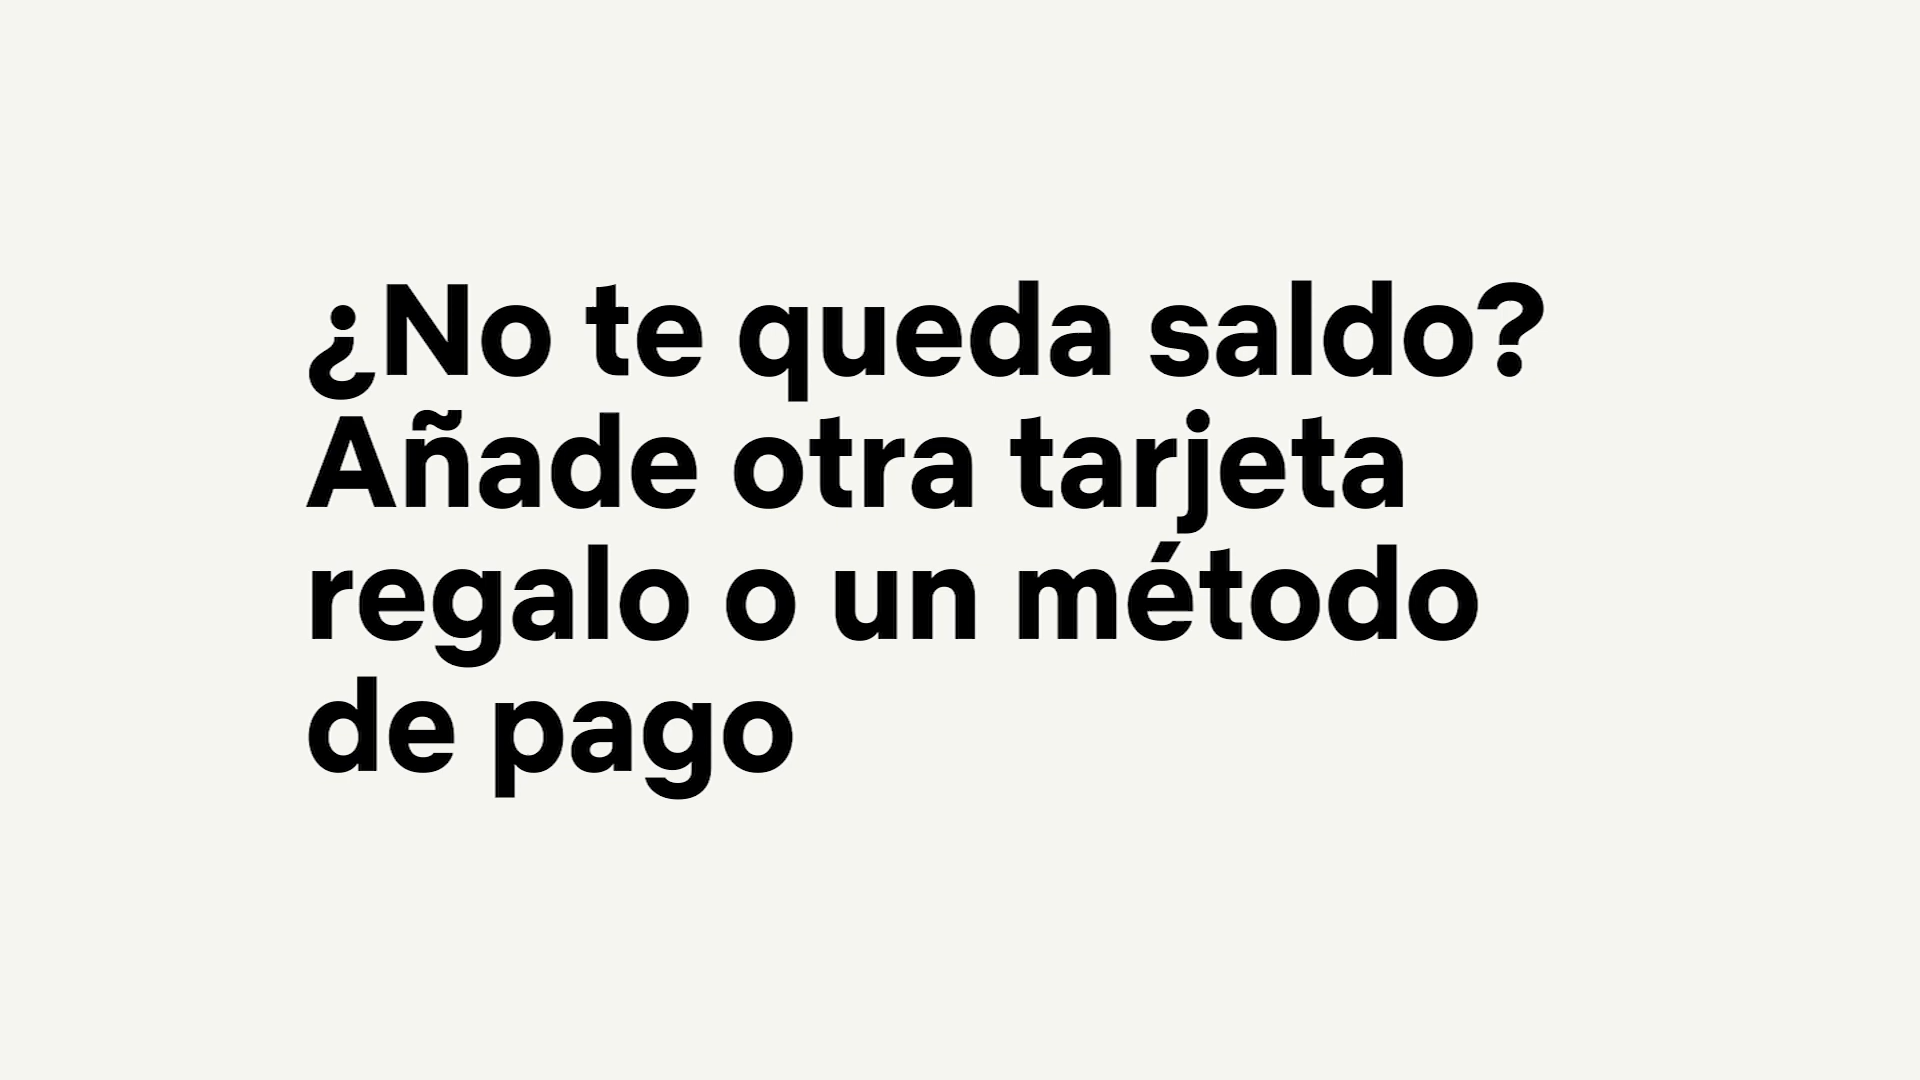 ¿No te queda saldo?
Añade otra tarjeta
regalo o un método
de pago